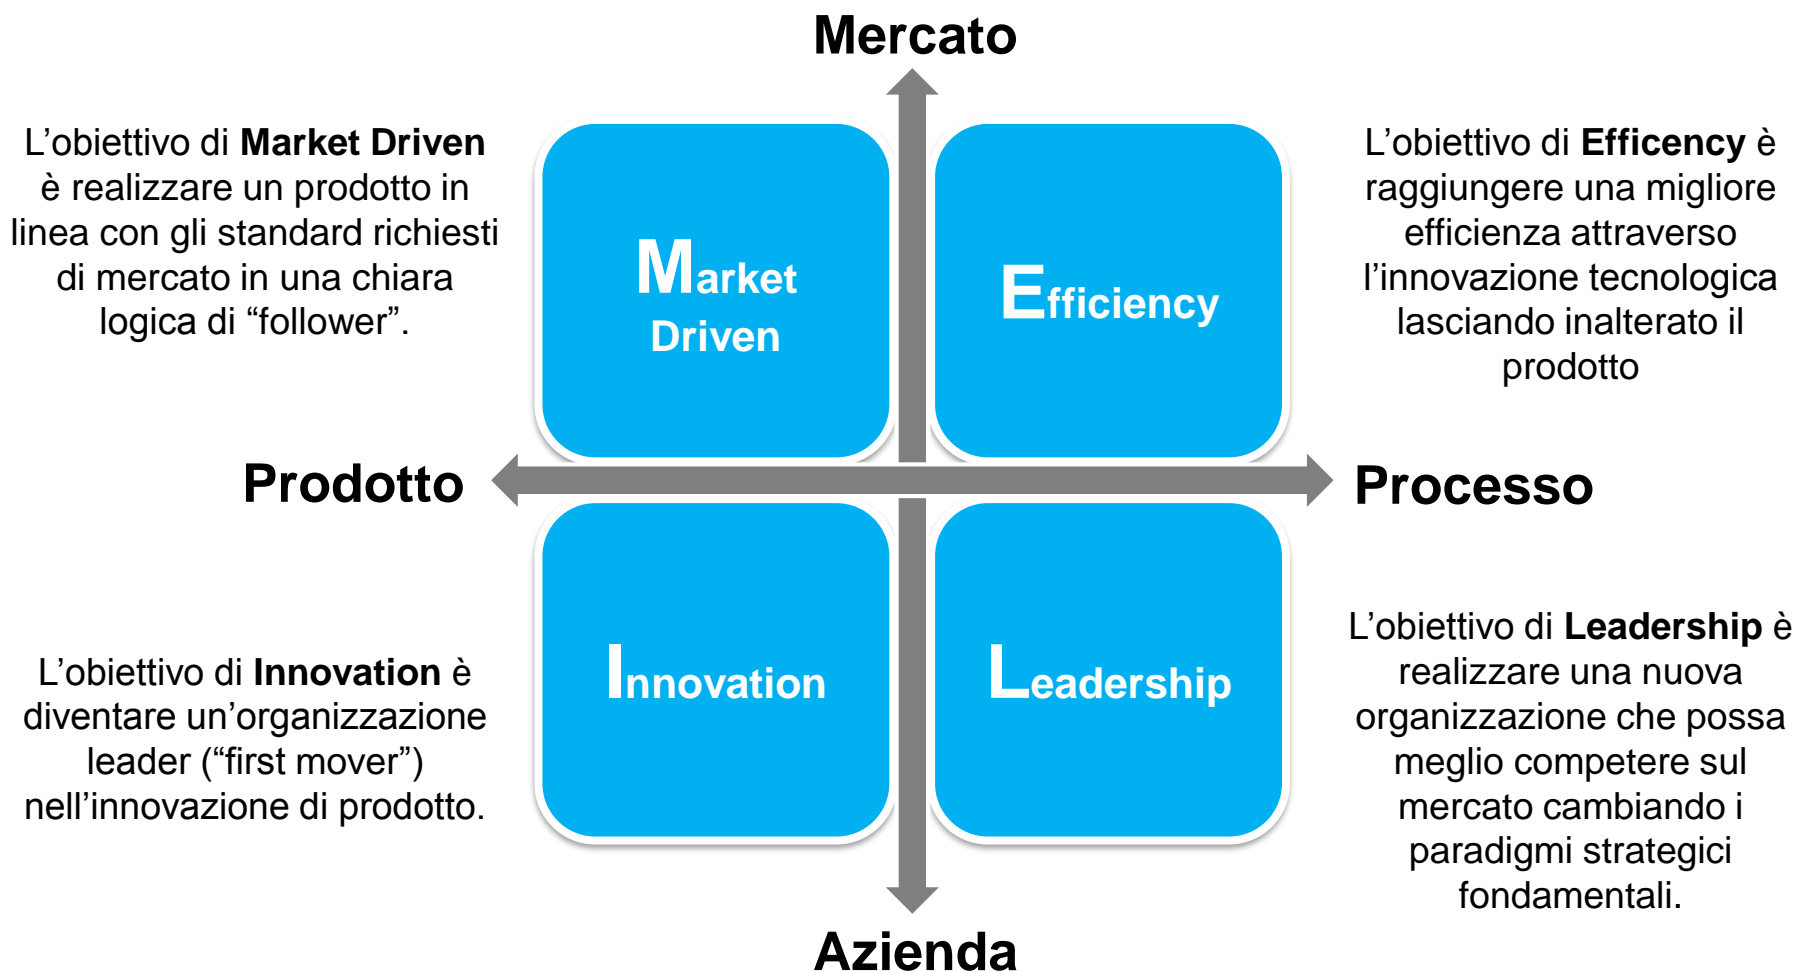 Mercato
L’obiettivo di Market Driven
è realizzare un prodotto in
linea con gli standard richiesti
di mercato in una chiara
logica di “follower”.
Market
Driven
Efficiency
L’obiettivo di Efficency è
raggiungere una migliore
efficienza attraverso
l’innovazione tecnologica
lasciando inalterato il
prodotto
Prodotto
Processo
L’obiettivo di Innovation è
diventare un’organizzazione
leader (“first mover”)
nell’innovazione di prodotto.
Innovation
Leadership
L’obiettivo di Leadership è
realizzare una nuova
organizzazione che possa
meglio competere sul
mercato cambiando i
paradigmi strategici
fondamentali.
Azienda